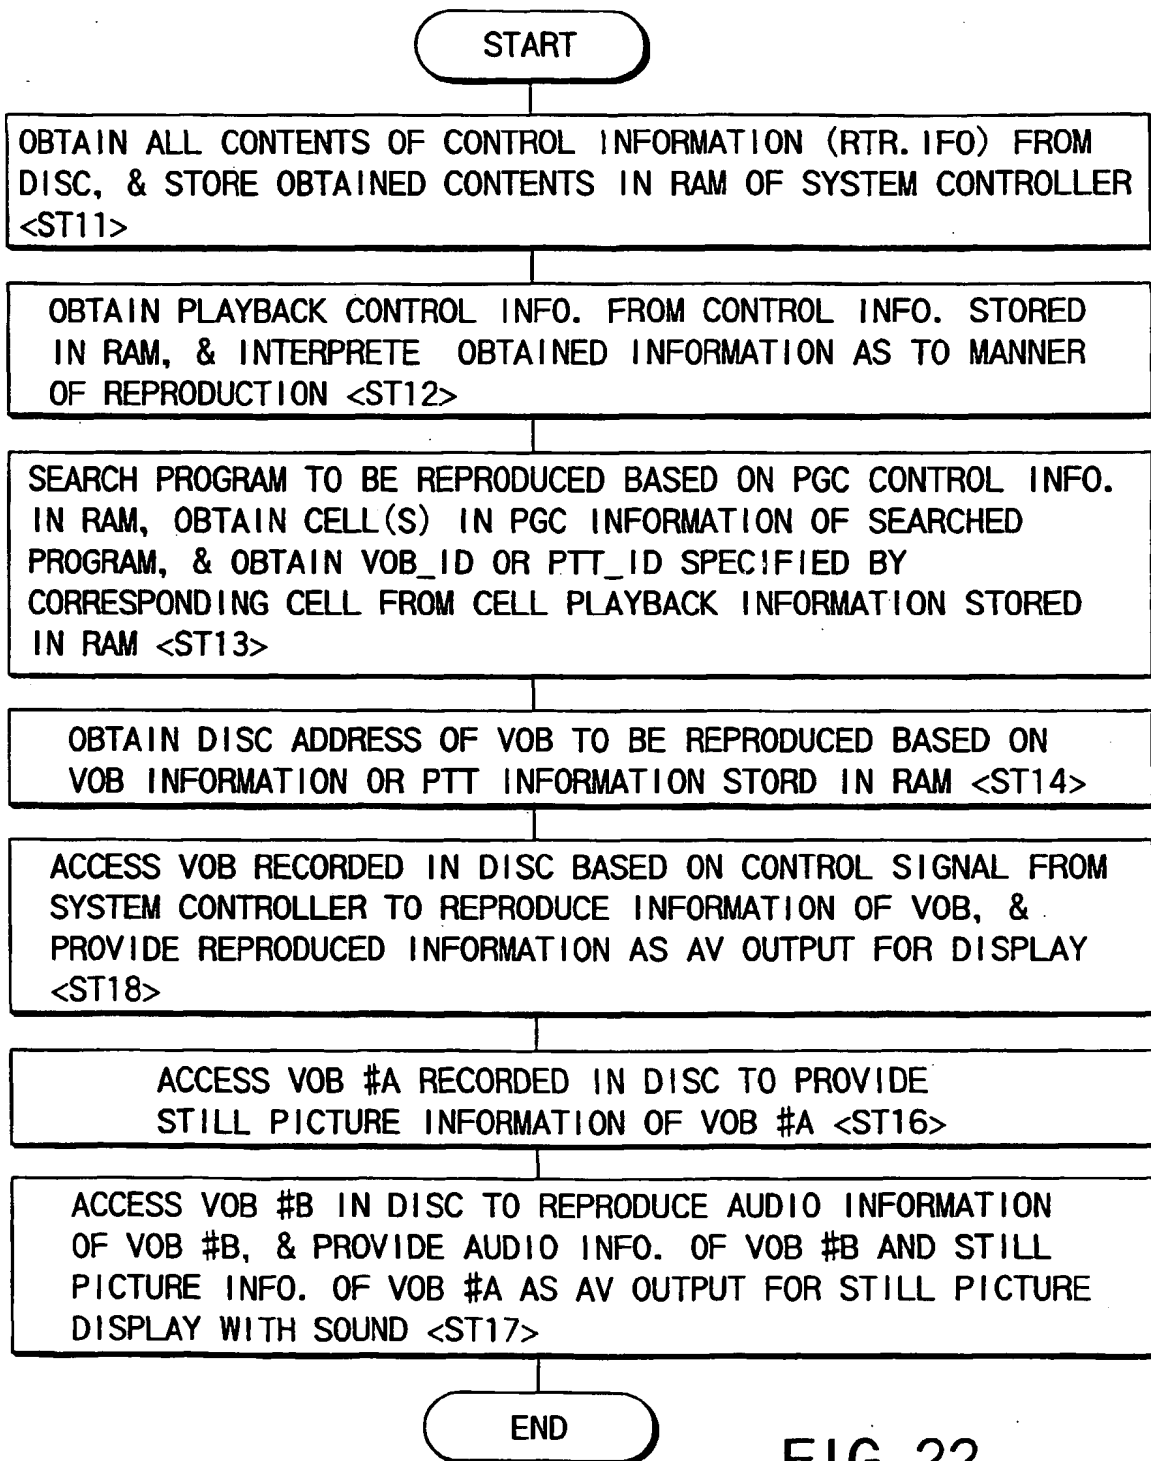 START
OBTAIN ALL CONTENTS OF CONTROL INFORMATION (RTR.IFO) FROM
DISC, & STORE OBTAINED CONTENTS IN RAM OF SYSTEM CONTROLLER
<ST11>
OBTAIN PLAYBACK CONTROL INFO. FROM CONTROL INFO. STORED
IN RAM, & INTERPRETE OBTAINED INFORMATION AS TO MANNER
OF REPRODUCTION <ST12>
SEARCH PROGRAM TO BE REPRODUCED BASED ON PGC CONTROL INFO.
IN RAM, OBTAIN CELL(S) IN PGC INFORMATION OF SEARCHED
PROGRAM, & OBTAIN VOB_ID OR PTT_ID SPECIFIED BY
CORRESPONDING CELL FROM CELL PLAYBACK INFORMATION STORED
IN RAM <ST13>
OBTAIN DISC ADDRESS OF VOB TO BE REPRODUCED BASED ON
VOB INFORMATION OR PTT INFORMATION STORD IN RAM <ST14>
ACCESS VOB RECORDED IN DISC BASED ON CONTROL SIGNAL FROM
SYSTEM CONTROLLER TO REPRODUCE INFORMATION OF VOB, &
PROVIDE REPRODUCED INFORMATION AS AV OUTPUT FOR DISPLAY
<ST18>
ACCESS VOB #A RECORDED IN DISC TO PROVIDE
STILL PICTURE INFORMATION OF VOB #A <ST16>
ACCESS VOB #B IN DISC TO REPRODUCE AUDIO INFORMATION
OF VOB #B, & PROVIDE AUDIO INFO. OF VOB #B AND STILL
PICTURE INFO. OF VOB #A AS AV OUTPUT FOR STILL PICTURE
DISPLAY WITH SOUND <ST17>
END
FIG. 22